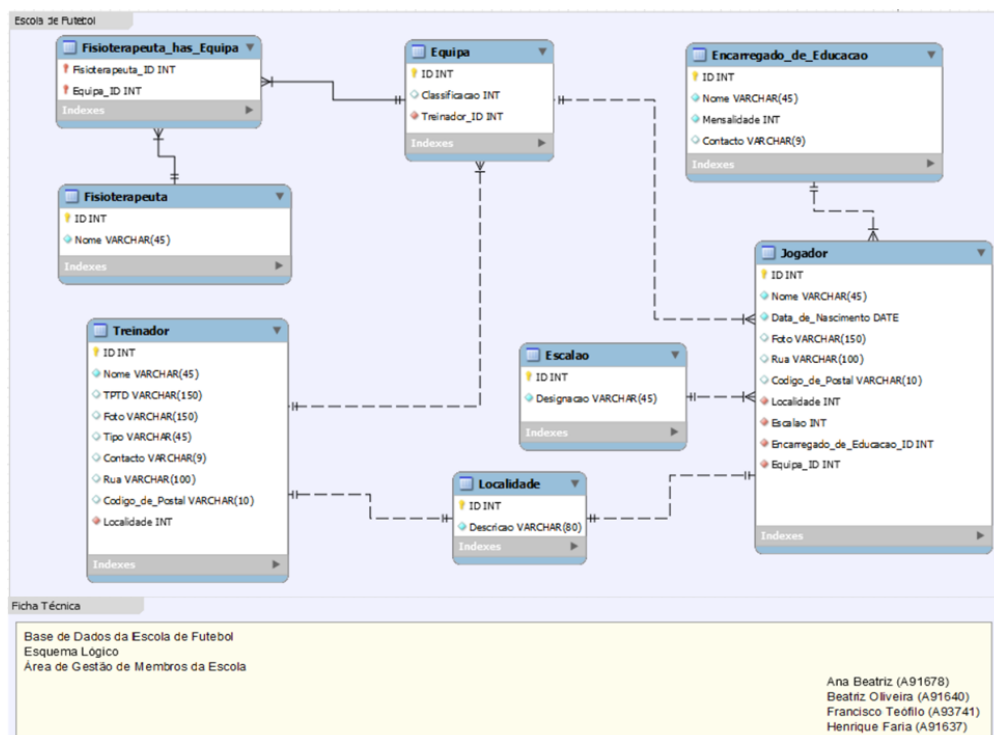 Escola de Futebol
Fisioterapeuta_has_Equipa
Fisioterapeuta_ID INT
Equipa_ID INT
Indexes
Equipa
ID INT
Classificacao INT
Treinador_ID INT
Indexes
Encarregado_de_Educacao
ID INT
Nome VARCHAR(45)
Mensalidade INT
Contacto VARCHAR(9)
Indexes
Fisioterapeuta
ID INT
Nome VARCHAR(45)
Indexes
Jogador
ID INT
Nome VARCHAR(45)
Data_de_Nascimento DATE
Foto VARCHAR(150)
Rua VARCHAR(100)
Codigo_de_Postal VARCHAR(10)
Localidade INT
Escalao INT
Encarregado_de_Educacao_ID INT
Equipa_ID INT
Indexes
Treinador
ID INT
Nome VARCHAR(45)
TPTD VARCHAR(150)
Foto VARCHAR(150)
Tipo VARCHAR(45)
Contacto VARCHAR(9)
Rua VARCHAR(100)
Codigo_de_Postal VARCHAR(10)
Localidade INT
Indexes
Escalao
ID INT
Designacao VARCHAR(45)
Indexes
Localidade
ID INT
Descricao VARCHAR(80)
Indexes
Ficha Técnica
Base de Dados da Escola de Futebol
Esquema Lógico
Área de Gestão de Membros da Escola
Ana Beatriz (A91678)
Beatriz Oliveira (A91640)
Francisco Teófilo (A93741)
Henrique Faria (A91637)